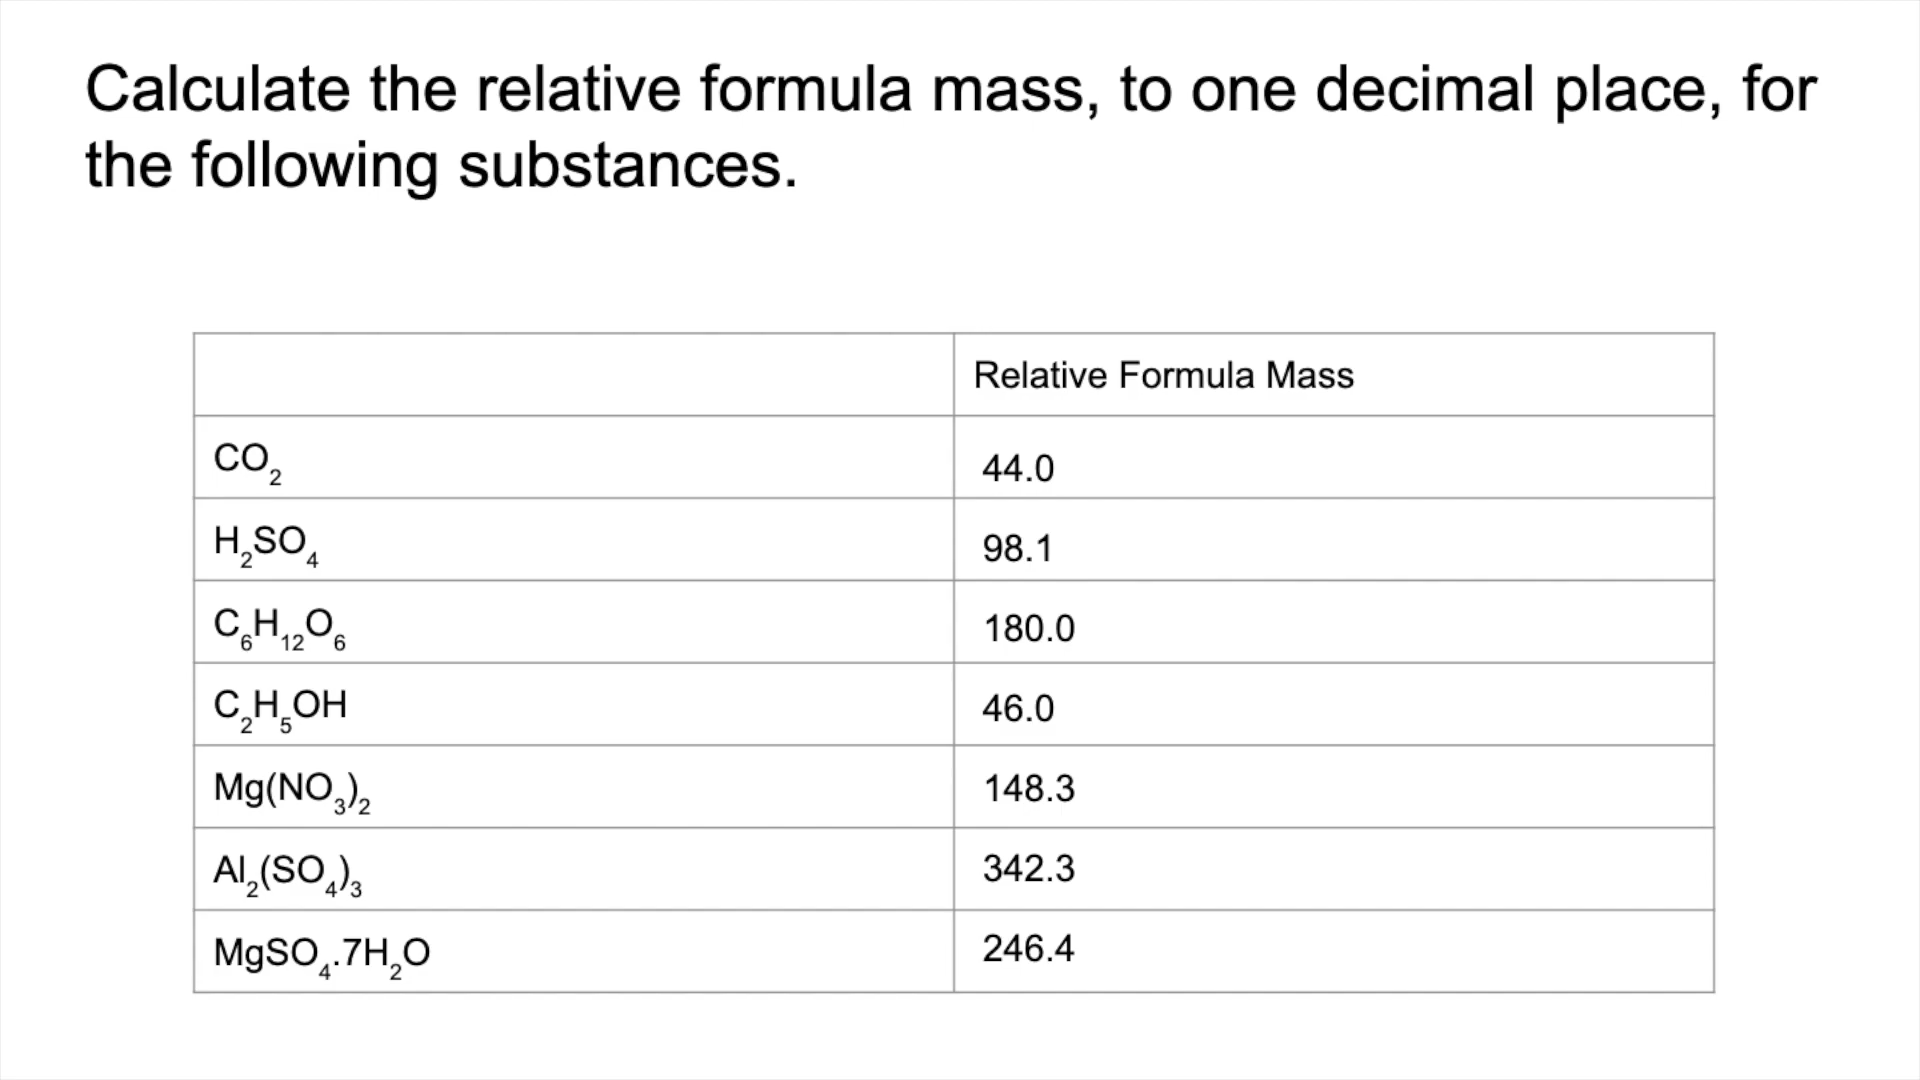 Calculate the relative formula mass, to one decimal place, for
the following substances.
Relative Formula Mass
CO₂ 44.0
H₂SO₄ 98.1
C₆H₁₂O₆ 180.0
C₂H₅OH 46.0
Mg(NO₃)₂ 148.3
Al₂(SO₄)₃ 342.3
MgSO₄.7H₂O 246.4